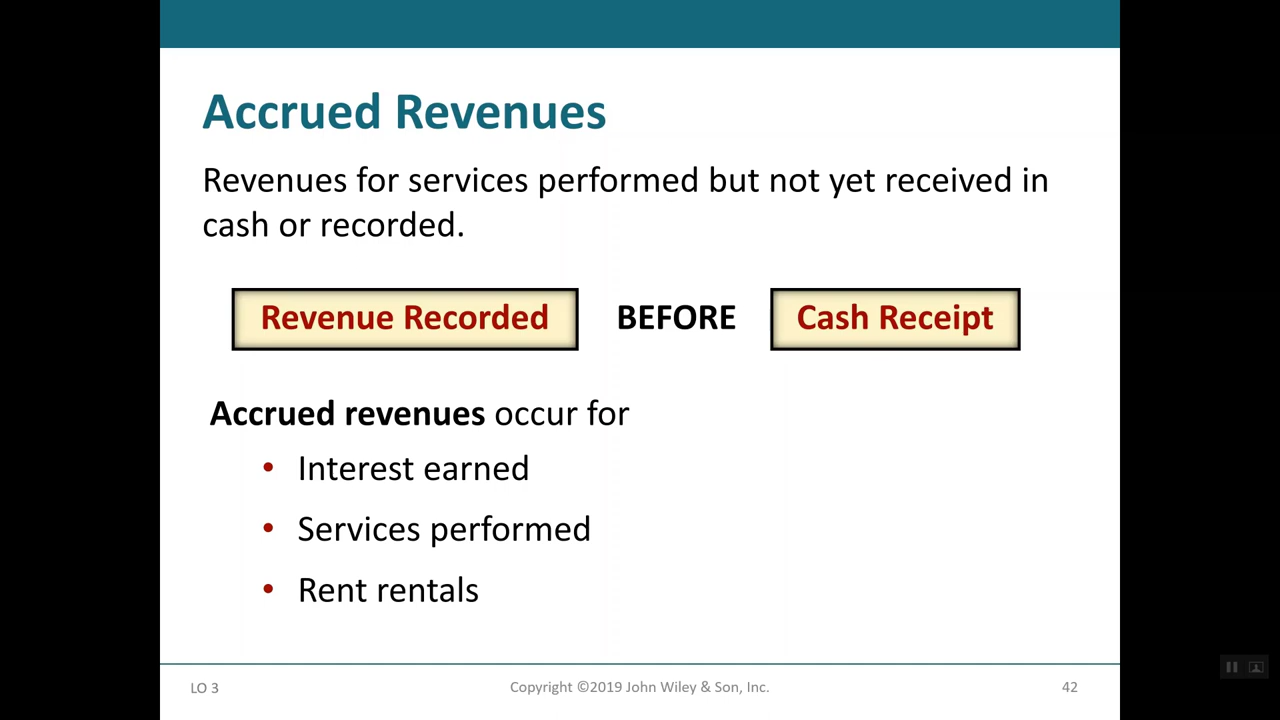 Accrued Revenues
Revenues for services performed but not yet received in
cash or recorded.
Revenue Recorded BEFORE Cash Receipt
Accrued revenues occur for
• Interest earned
• Services performed
• Rent rentals
LO 3 Copyright ©2019 John Wiley & Son, Inc. 42